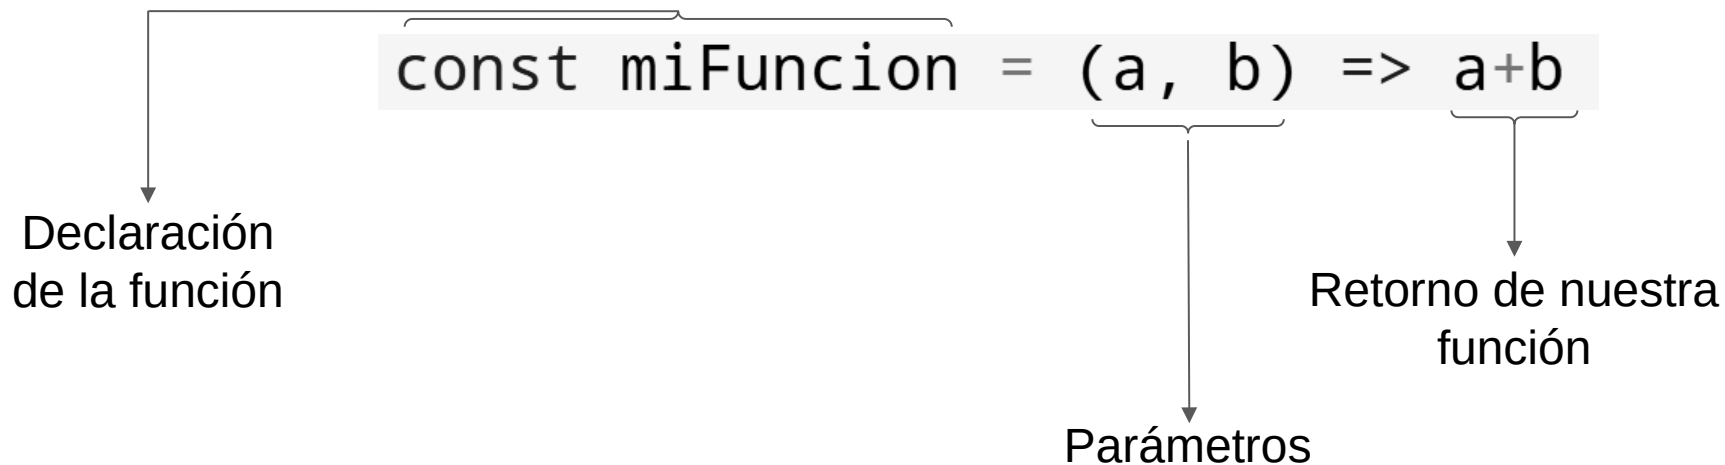 const miFuncion = (a, b) => a+b
Declaración
de la función
Retorno de nuestra
función
Parámetros